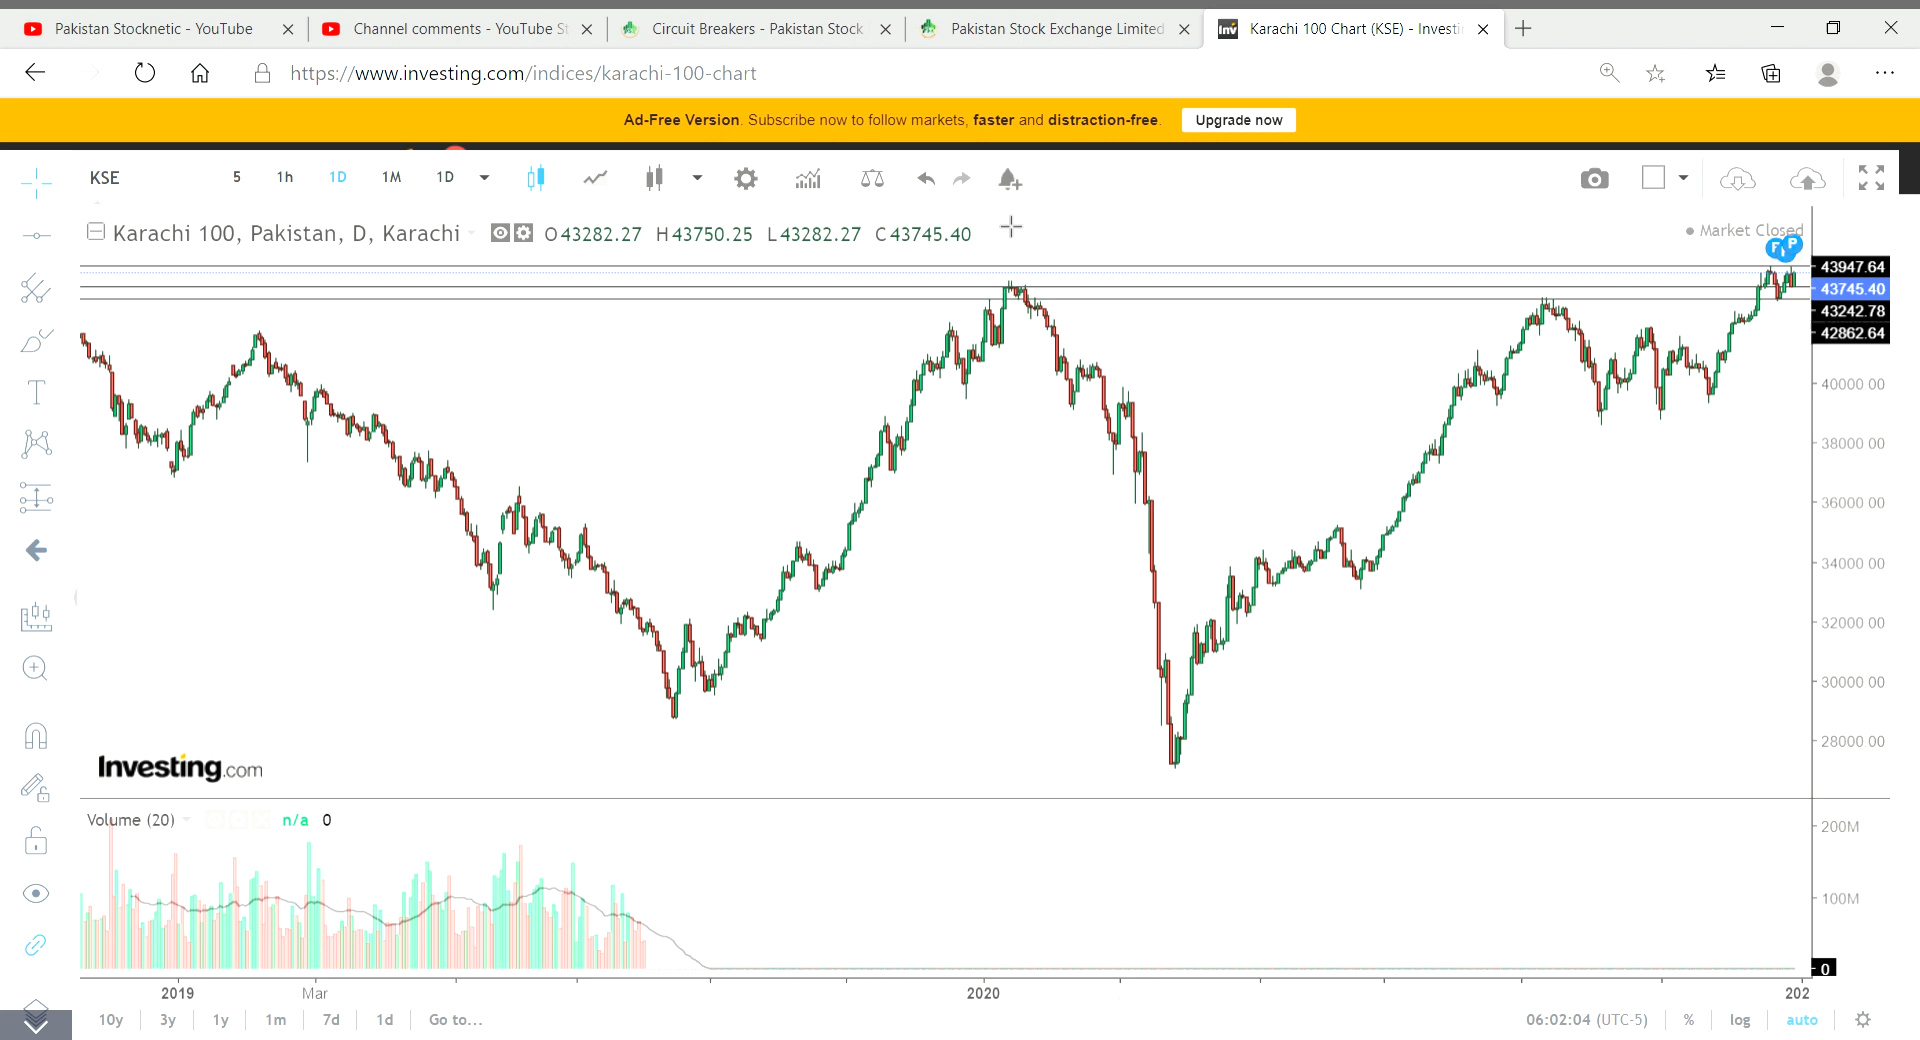 Pakistan Stocknetic - YouTube
Channel comments - YouTube St
Circuit Breakers - Pakistan Stock
Pakistan Stock Exchange Limited
Karachi 100 Chart (KSE) - Investi
https://www.investing.com/indices/karachi-100-chart
Ad-Free Version. Subscribe now to follow markets, faster and distraction-free. Upgrade now
KSE 5 1h 1D 1M 1D
Karachi 100, Pakistan, D, Karachi O 43282.27 H 43750.25 L 43282.27 C 43745.40
Market Closed
F P
43947.64
43745.40
43242.78
42862.64
40000 00
38000 00
36000 00
34000 00
32000 00
30000 00
28000 00
Investing.com
Volume (20) n/a 0
200M
100M
0
2019 Mar 2020 202
10y 3y 1y 1m 7d 1d Go to... 06:02:04 (UTC-5) % log auto